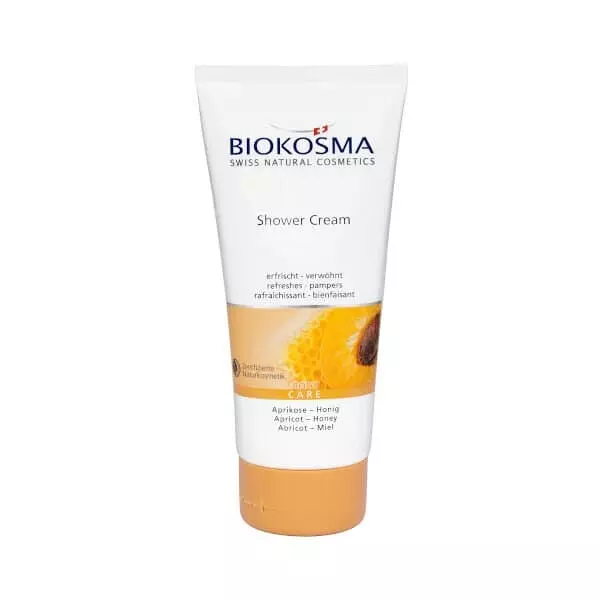 BIOKOSMA
SWISS NATURAL COSMETICS
Shower Cream
erfrischt - verwöhnt
refreshes - pampers
rafraîchissant - bienfaisant
Zertifizierte
Naturkosmetik
BODY
CARE
Aprikose – Honig
Apricot – Honey
Abricot – Miel